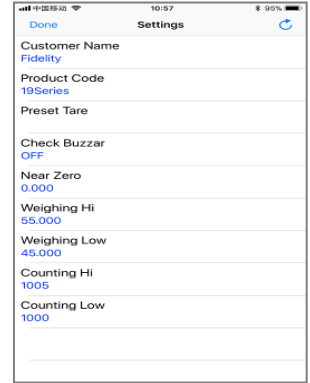 中国移动 10:57 95%
Done Settings
Customer Name
Fidelity
Product Code
19Series
Preset Tare
Check Buzzar
OFF
Near Zero
0.000
Weighing Hi
55.000
Weighing Low
45.000
Counting Hi
1005
Counting Low
1000